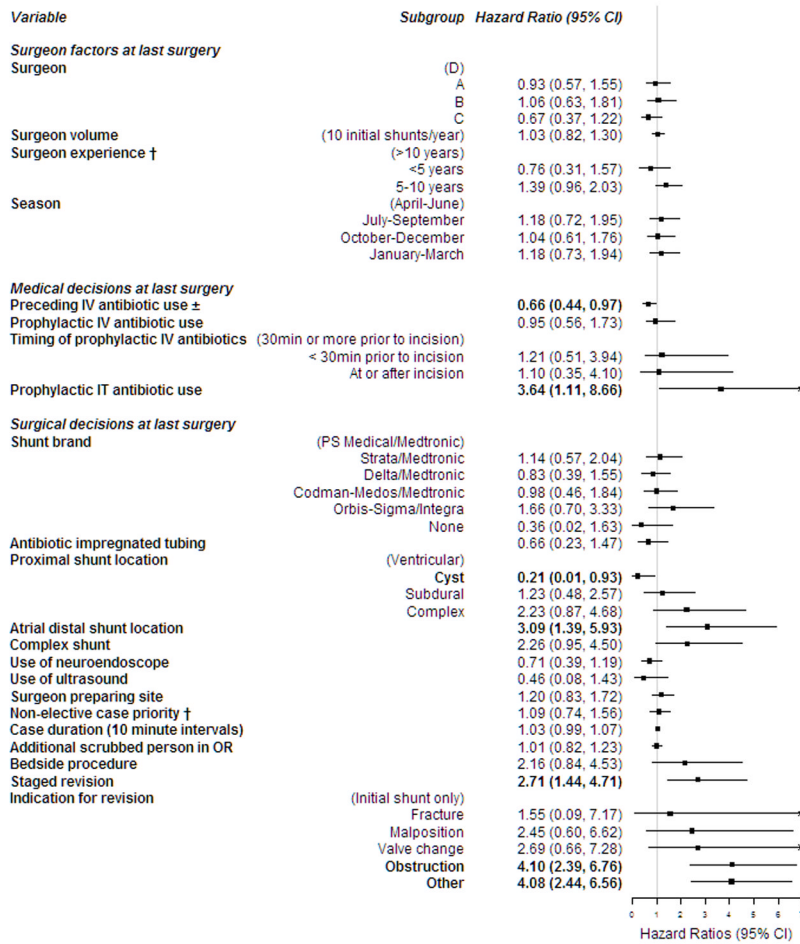 Variable Subgroup Hazard Ratio (95% CI)
Surgeon factors at last surgery
Surgeon (D)
A 0.93 (0.57, 1.55)
B 1.06 (0.63, 1.81)
C 0.67 (0.37, 1.22)
Surgeon volume (10 initial shunts/year) 1.03 (0.82, 1.30)
Surgeon experience † (>10 years)
<5 years 0.76 (0.31, 1.57)
5-10 years 1.39 (0.96, 2.03)
Season (April-June)
July-September 1.18 (0.72, 1.95)
October-December 1.04 (0.61, 1.76)
January-March 1.18 (0.73, 1.94)
Medical decisions at last surgery
Preceding IV antibiotic use ± 0.66 (0.44, 0.97)
Prophylactic IV antibiotic use 0.95 (0.56, 1.73)
Timing of prophylactic IV antibiotics (30min or more prior to incision)
< 30min prior to incision 1.21 (0.51, 3.94)
At or after incision 1.10 (0.35, 4.10)
Prophylactic IT antibiotic use 3.64 (1.11, 8.66)
Surgical decisions at last surgery
Shunt brand (PS Medical/Medtronic)
Strata/Medtronic 1.14 (0.57, 2.04)
Delta/Medtronic 0.83 (0.39, 1.55)
Codman-Medos/Medtronic 0.98 (0.46, 1.84)
Orbis-Sigma/Integra 1.66 (0.70, 3.33)
None 0.36 (0.02, 1.63)
Antibiotic impregnated tubing 0.66 (0.23, 1.47)
Proximal shunt location (Ventricular)
Cyst 0.21 (0.01, 0.93)
Subdural 1.23 (0.48, 2.57)
Complex 2.23 (0.87, 4.68)
Atrial distal shunt location 3.09 (1.39, 5.93)
Complex shunt 2.26 (0.95, 4.50)
Use of neuroendoscope 0.71 (0.39, 1.19)
Use of ultrasound 0.46 (0.08, 1.43)
Surgeon preparing site 1.20 (0.83, 1.72)
Non-elective case priority † 1.09 (0.74, 1.56)
Case duration (10 minute intervals) 1.03 (0.99, 1.07)
Additional scrubbed person in OR 1.01 (0.82, 1.23)
Bedside procedure 2.16 (0.84, 4.53)
Staged revision 2.71 (1.44, 4.71)
Indication for revision (Initial shunt only)
Fracture 1.55 (0.09, 7.17)
Malposition 2.45 (0.60, 6.62)
Valve change 2.69 (0.66, 7.28)
Obstruction 4.10 (2.39, 6.76)
Other 4.08 (2.44, 6.56)
0 1 2 3 4 5 6
Hazard Ratios (95% CI)